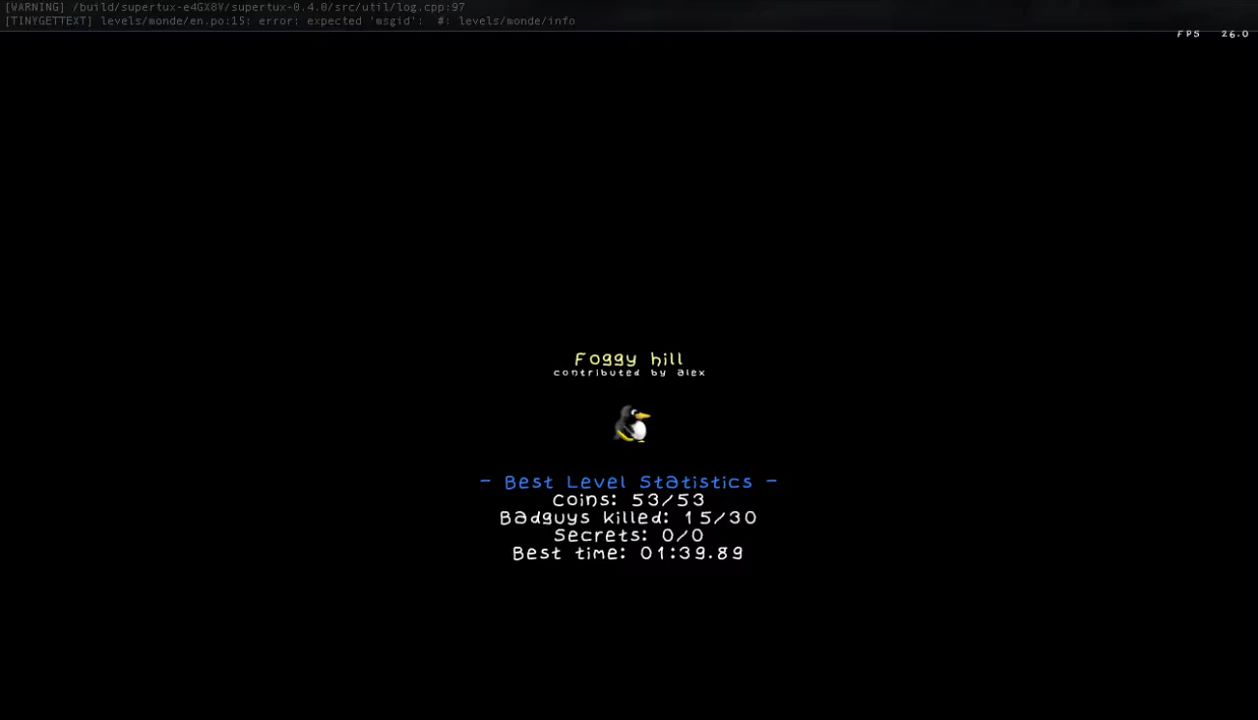 [WARNING] /build/supertux-e4GX8V/supertux-0.4.0/src/util/log.cpp:97
[TINYGETTEXT] levels/monde/en.po:15: error: expected 'msgid':  #: levels/monde/info
FPS 26.0
Foggy hill
contributed by alex
- Best Level Statistics -
Coins: 53/53
Badguys killed: 15/30
Secrets: 0/0
Best time: 01:39.89